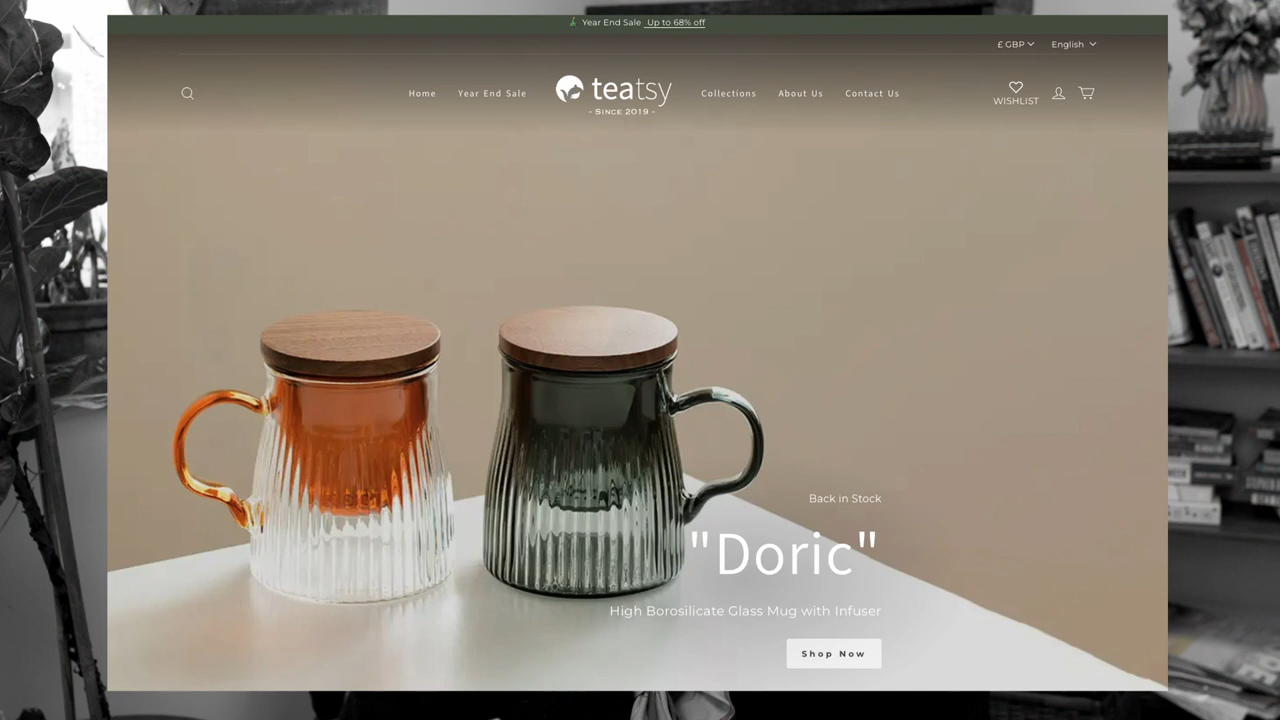 Year End Sale Up to 68% off
£ GBP English
Home Year End Sale teatsy Collections About Us Contact Us WISHLIST
- SINCE 2019 -
Back in Stock
"Doric"
High Borosilicate Glass Mug with Infuser
Shop Now